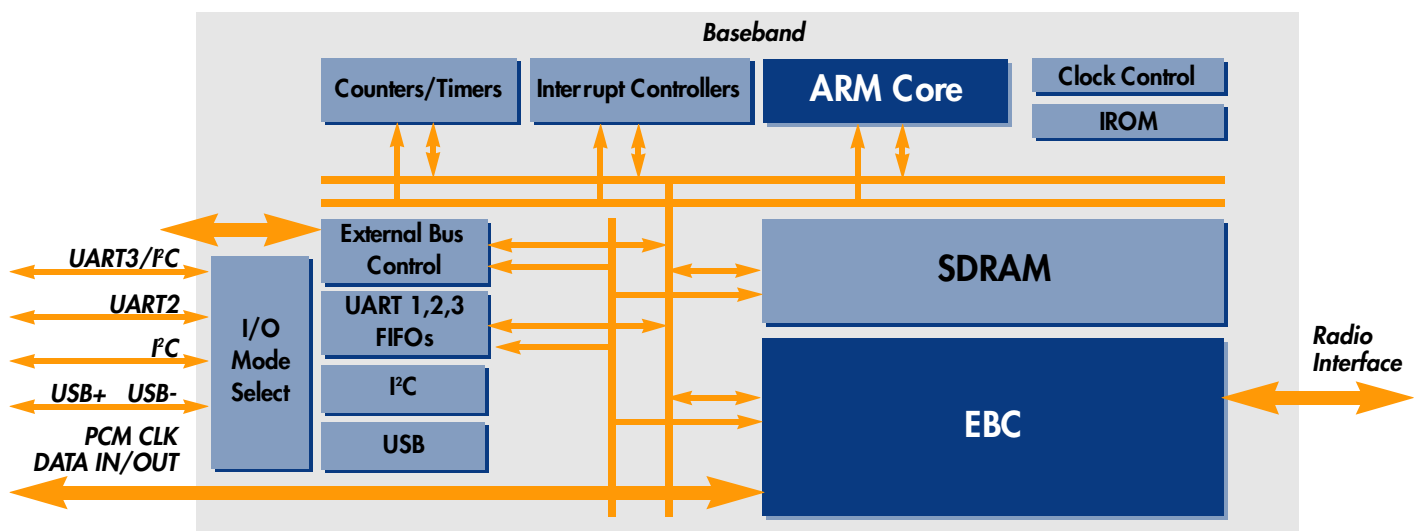 Baseband
Counters/Timers
Interrupt Controllers
ARM Core
Clock Control
IROM
External Bus
Control
SDRAM
UART3/I²C
UART2
I²C
USB+ USB-
PCM CLK
DATA IN/OUT
I/O
Mode
Select
UART 1,2,3
FIFOs
I²C
USB
EBC
Radio
Interface